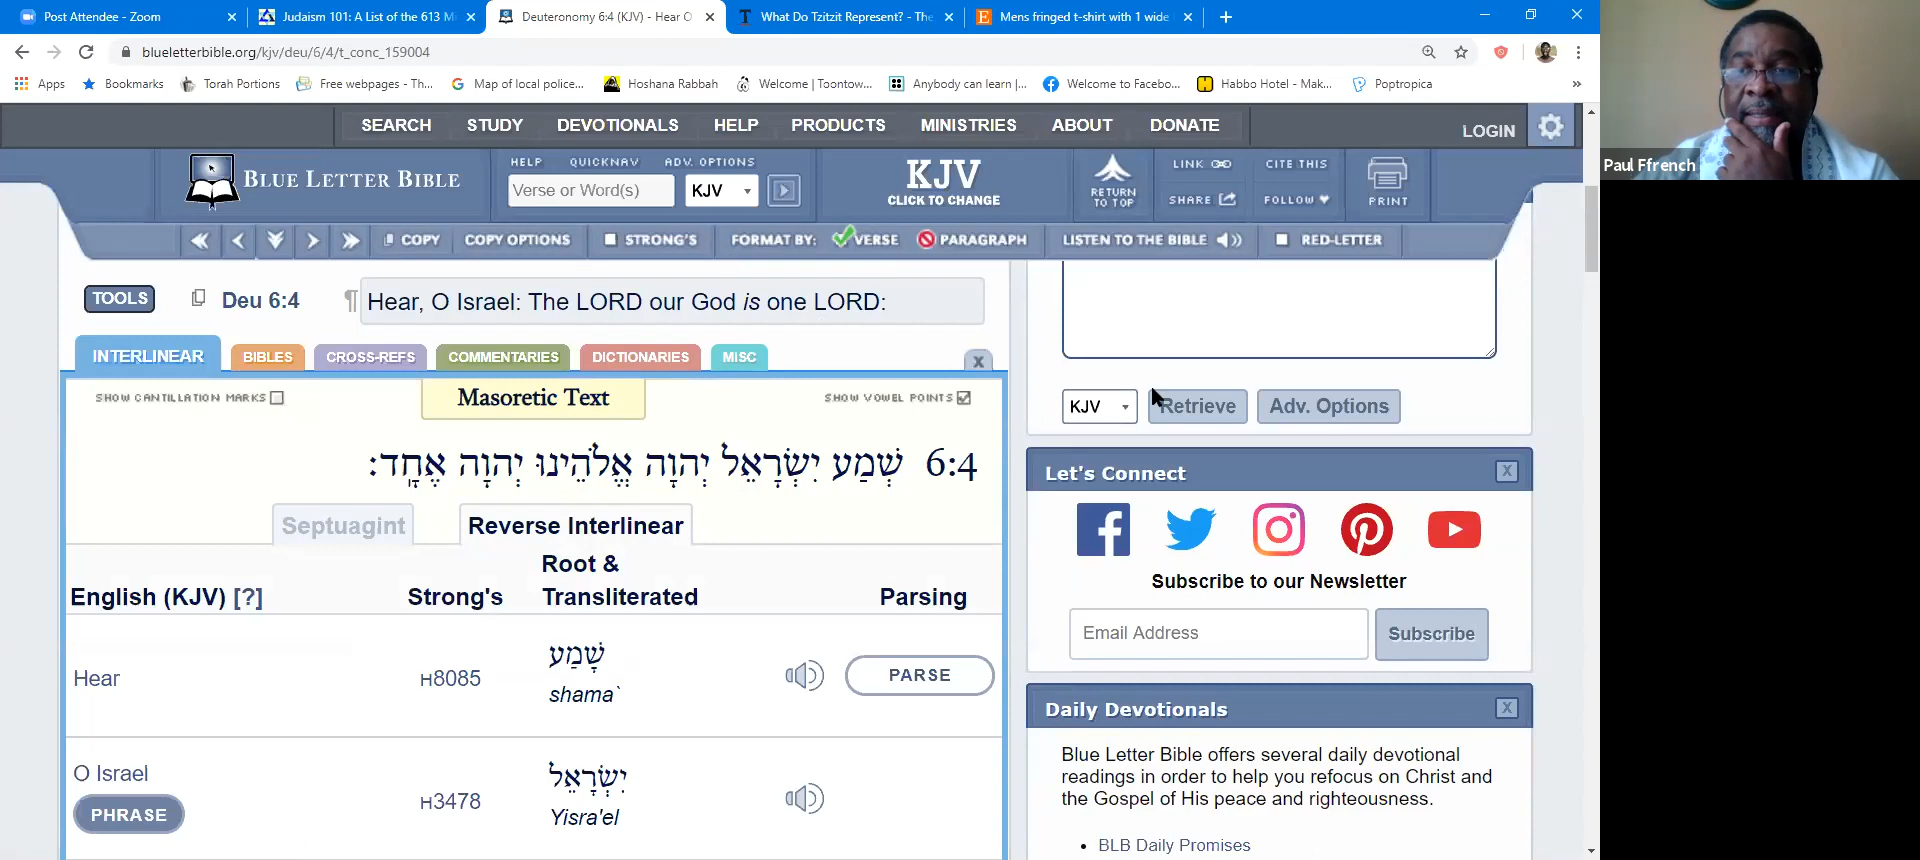 Post Attendee - Zoom
Judaism 101: A List of the 613 M
Deuteronomy 6:4 (KJV) - Hear O
What Do Tzitzit Represent? - The
Mens fringed t-shirt with 1 wide
blueletterbible.org/kjv/deu/6/4/t_conc_159004
Apps
Bookmarks
Torah Portions
Free webpages - Th...
Map of local police...
Hoshana Rabbah
Welcome | Toontow...
Anybody can learn |...
Welcome to Facebo...
Habbo Hotel - Mak...
Poptropica
»
SEARCH STUDY DEVOTIONALS HELP PRODUCTS MINISTRIES ABOUT DONATE
LOGIN
BLUE LETTER BIBLE
HELP QUICKNAV ADV. OPTIONS
Verse or Word(s)
KJV
KJV
CLICK TO CHANGE
RETURN
TO TOP
LINK
CITE THIS
SHARE
FOLLOW
PRINT
COPY
COPY OPTIONS
STRONG'S
FORMAT BY:
VERSE
PARAGRAPH
LISTEN TO THE BIBLE
RED-LETTER
Paul Ffrench
TOOLS
Deu 6:4
¶
Hear, O Israel: The LORD our God is one LORD:
INTERLINEAR
BIBLES
CROSS-REFS
COMMENTARIES
DICTIONARIES
MISC
X
SHOW CANTILLATION MARKS
Masoretic Text
SHOW VOWEL POINTS
6:4 שְׁמַע יִשְׂרָאֵל יְהוָה אֱלֹהֵינוּ יְהוָה אֶחָֽד׃
Septuagint
Reverse Interlinear
English (KJV) [?]
Strong's
Root &
Transliterated
Parsing
Hear
H8085
שָׁמַע
shama`
PARSE
O Israel
PHRASE
H3478
יִשְׂרָאֵל
Yisra'el
KJV
Retrieve
Adv. Options
Let's Connect
X
Subscribe to our Newsletter
Email Address
Subscribe
Daily Devotionals
X
Blue Letter Bible offers several daily devotional
readings in order to help you refocus on Christ and
the Gospel of His peace and righteousness.
• BLB Daily Promises